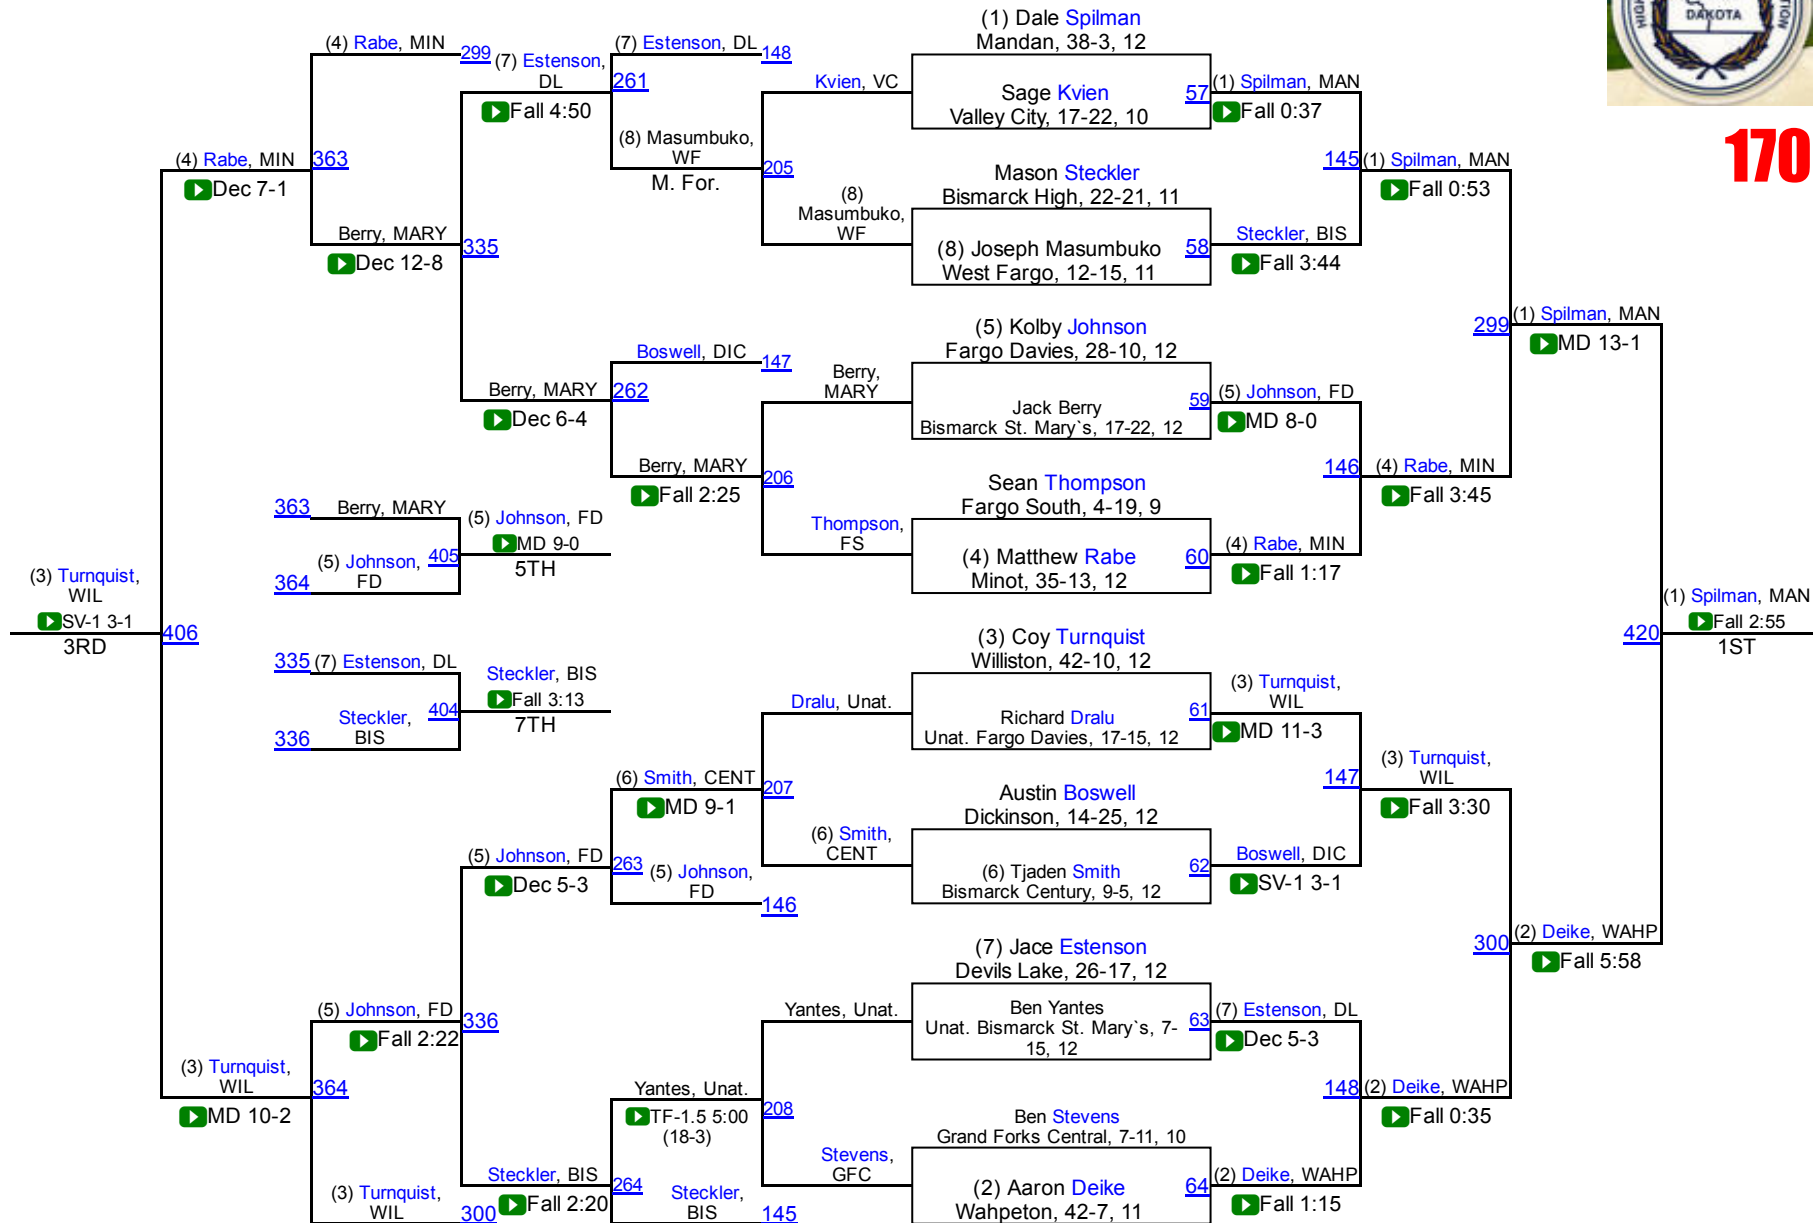 HIGH
DAKOTA
TION
170
(4) Rabe, MIN
299
(7) Estenson,
DL
261
Fall 4:50
(7) Estenson, DL
148
(8) Masumbuko,
WF
M. For.
205
Kvien, VC
(8)
Masumbuko,
WF
(1) Dale Spilman
Mandan, 38-3, 12
Sage Kvien
Valley City, 17-22, 10
57
(1) Spilman, MAN
Fall 0:37
Mason Steckler
Bismarck High, 22-21, 11
(8) Joseph Masumbuko
West Fargo, 12-15, 11
58
Steckler, BIS
Fall 3:44
145
(1) Spilman, MAN
Fall 0:53
(4) Rabe, MIN
363
Dec 7-1
Berry, MARY
335
Dec 12-8
299
(1) Spilman, MAN
MD 13-1
Boswell, DIC
147
Berry, MARY
262
Dec 6-4
Berry, MARY
206
Fall 2:25
Berry,
MARY
Thompson,
FS
(5) Kolby Johnson
Fargo Davies, 28-10, 12
Jack Berry
Bismarck St. Mary`s, 17-22, 12
59
(5) Johnson, FD
MD 8-0
Sean Thompson
Fargo South, 4-19, 9
(4) Matthew Rabe
Minot, 35-13, 12
60
(4) Rabe, MIN
Fall 1:17
146
(4) Rabe, MIN
Fall 3:45
363
Berry, MARY
(5) Johnson, FD
MD 9-0
5TH
364
(5) Johnson,
FD
405
(3) Turnquist,
WIL
SV-1 3-1
3RD
406
(1) Spilman, MAN
Fall 2:55
1ST
420
335
(7) Estenson, DL
Steckler, BIS
Fall 3:13
7TH
336
Steckler,
BIS
404
Dralu, Unat.
(3) Coy Turnquist
Williston, 42-10, 12
Richard Dralu
Unat. Fargo Davies, 17-15, 12
61
(3) Turnquist,
WIL
MD 11-3
(6) Smith, CENT
207
MD 9-1
(6) Smith,
CENT
Austin Boswell
Dickinson, 14-25, 12
(6) Tjaden Smith
Bismarck Century, 9-5, 12
62
Boswell, DIC
SV-1 3-1
147
(3) Turnquist,
WIL
Fall 3:30
(5) Johnson, FD
263
Dec 5-3
(5) Johnson,
FD
146
300
(2) Deike, WAHP
Fall 5:58
(5) Johnson, FD
336
Fall 2:22
Yantes, Unat.
(7) Jace Estenson
Devils Lake, 26-17, 12
Ben Yantes
Unat. Bismarck St. Mary`s, 7-
15, 12
63
(7) Estenson, DL
Dec 5-3
(3) Turnquist,
WIL
364
MD 10-2
Yantes, Unat.
208
TF-1.5 5:00
(18-3)
Stevens,
GFC
Ben Stevens
Grand Forks Central, 7-11, 10
(2) Aaron Deike
Wahpeton, 42-7, 11
64
(2) Deike, WAHP
Fall 1:15
148
(2) Deike, WAHP
Fall 0:35
(3) Turnquist,
WIL
300
Steckler, BIS
264
Fall 2:20
Steckler,
BIS
145